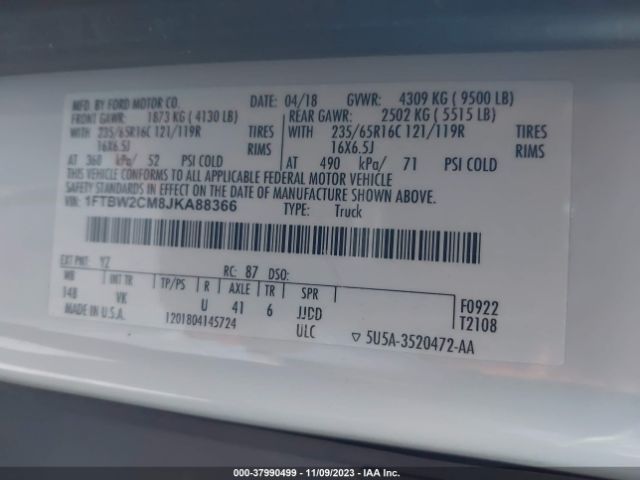 MFD. BY FORD MOTOR CO. DATE: 04/18 GVWR: 4309 KG ( 9500 LB)
FRONT GAWR: 1873 KG ( 4130 LB) REAR GAWR: 2502 KG ( 5515 LB)
WITH 235/65R16C 121/119R TIRES WITH 235/65R16C 121/119R TIRES
16X6.5J RIMS 16X6.5J RIMS
AT 360 kPa/ 52 PSI COLD AT 490 kPa/ 71 PSI COLD
THIS VEHICLE CONFORMS TO ALL APPLICABLE FEDERAL MOTOR VEHICLE
SAFETY STANDARDS IN EFFECT ON THE DATE OF MANUFACTURE SHOWN ABOVE.
VIN: 1FTBW2CM8JKA88366 TYPE: Truck
EXT PNT: YZ RC: 87 DSO:
WB INT TR TP/PS R AXLE TR SPR
148 VK U 41 6 JJDD F0922
MADE IN U.S.A. 1201804145724 ULC T2108
▽ 5U5A-3520472-AA
000-37990499 - 11/09/2023 - IAA Inc.